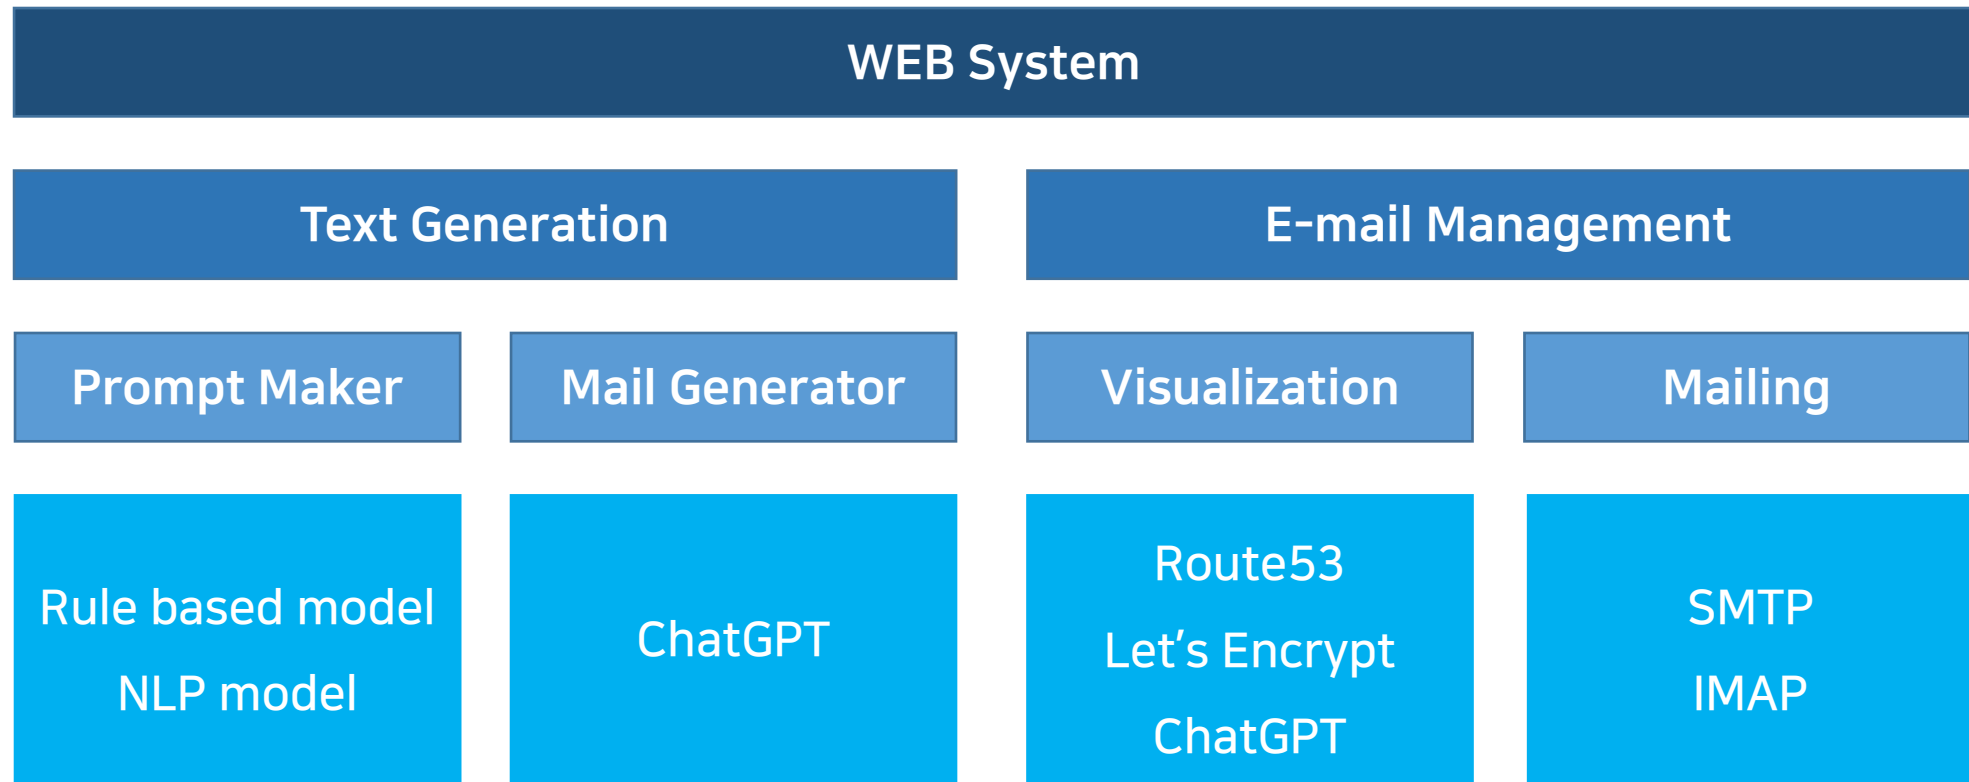 WEB System
Text Generation
E-mail Management
Prompt Maker
Mail Generator
Visualization
Mailing
Rule based model
NLP model
ChatGPT
Route53
Let's Encrypt
ChatGPT
SMTP
IMAP